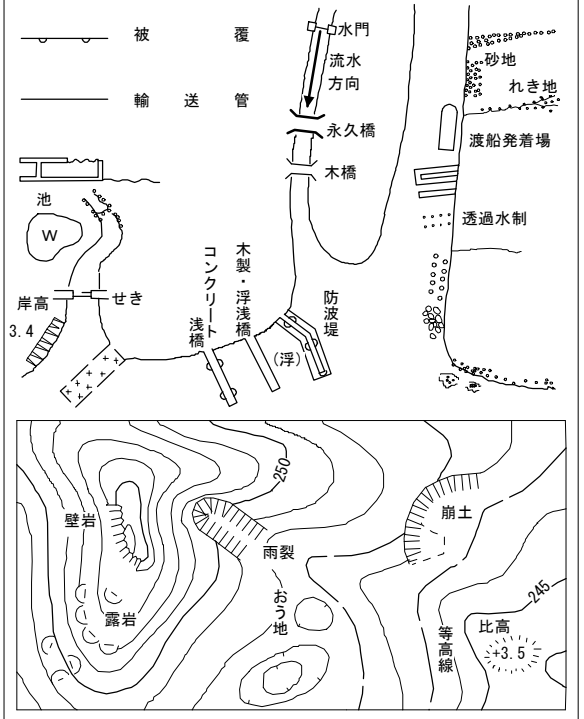 被 覆
輸 送 管
水門
流水
方向
永久橋
木橋
砂地
れき地
渡船発着場
透過水制
池
W
岸高
3.4
せき
コンクリート
浅橋
木製・浮浅橋
(浮)
防波堤
250
壁岩
露岩
雨裂
おう地
崩土
等高線
245
比高
+3.5